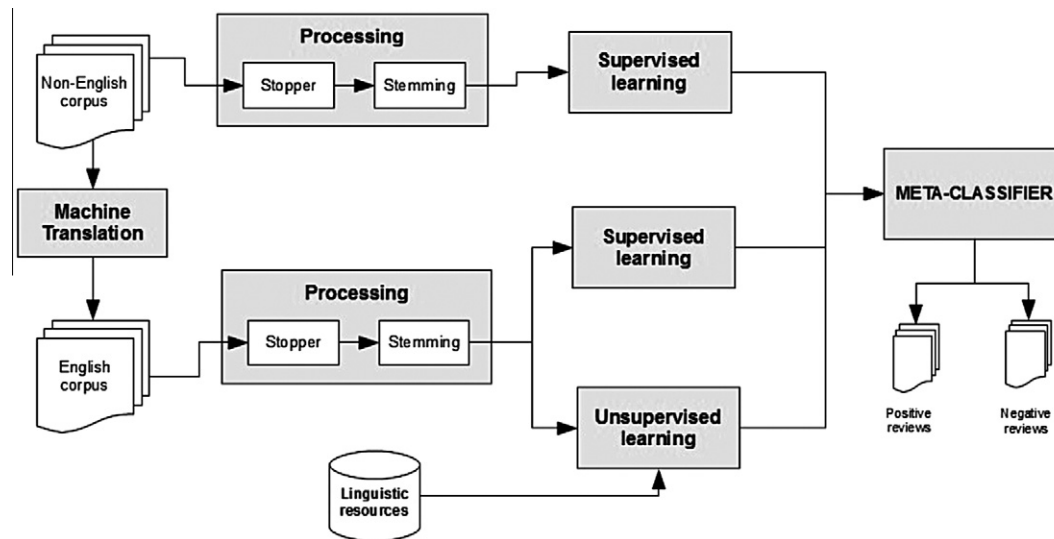 Processing
Non-English
corpus
Stopper
Stemming
Supervised
learning
Machine
Translation
META-CLASSIFIER
Supervised
learning
Processing
English
corpus
Stopper
Stemming
Unsupervised
learning
Positive
reviews
Negative
reviews
Linguistic
resources